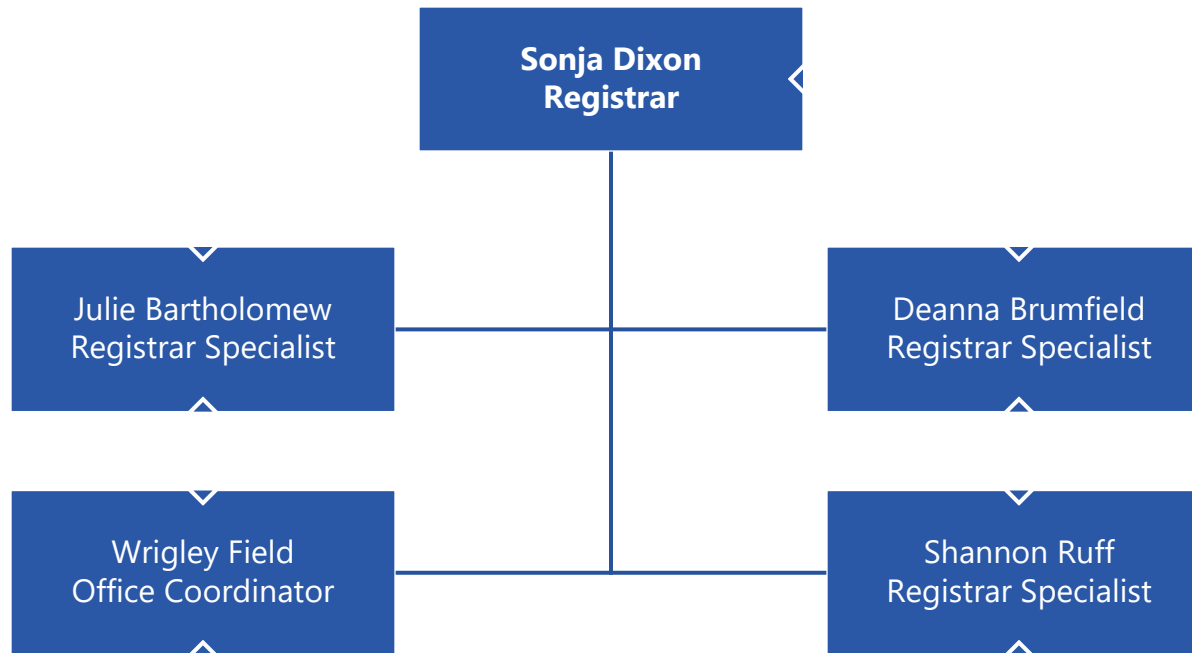 Sonja Dixon
Registrar
Julie Bartholomew
Registrar Specialist
Deanna Brumfield
Registrar Specialist
Wrigley Field
Office Coordinator
Shannon Ruff
Registrar Specialist